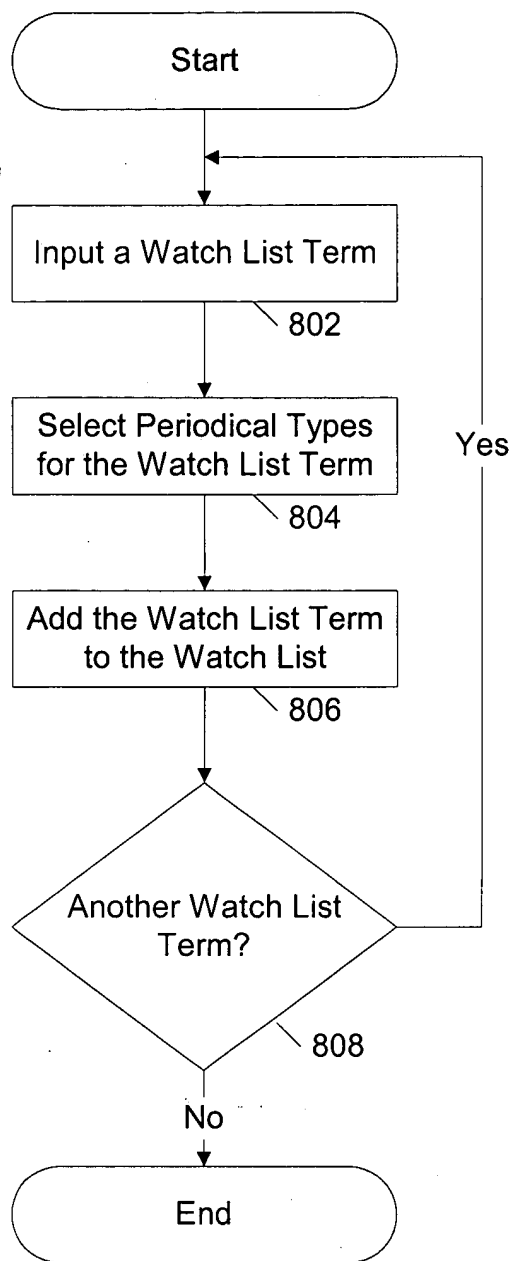 Start
Input a Watch List Term
802
Select Periodical Types
for the Watch List Term
804
Yes
Add the Watch List Term
to the Watch List
806
Another Watch List
Term?
808
No
End